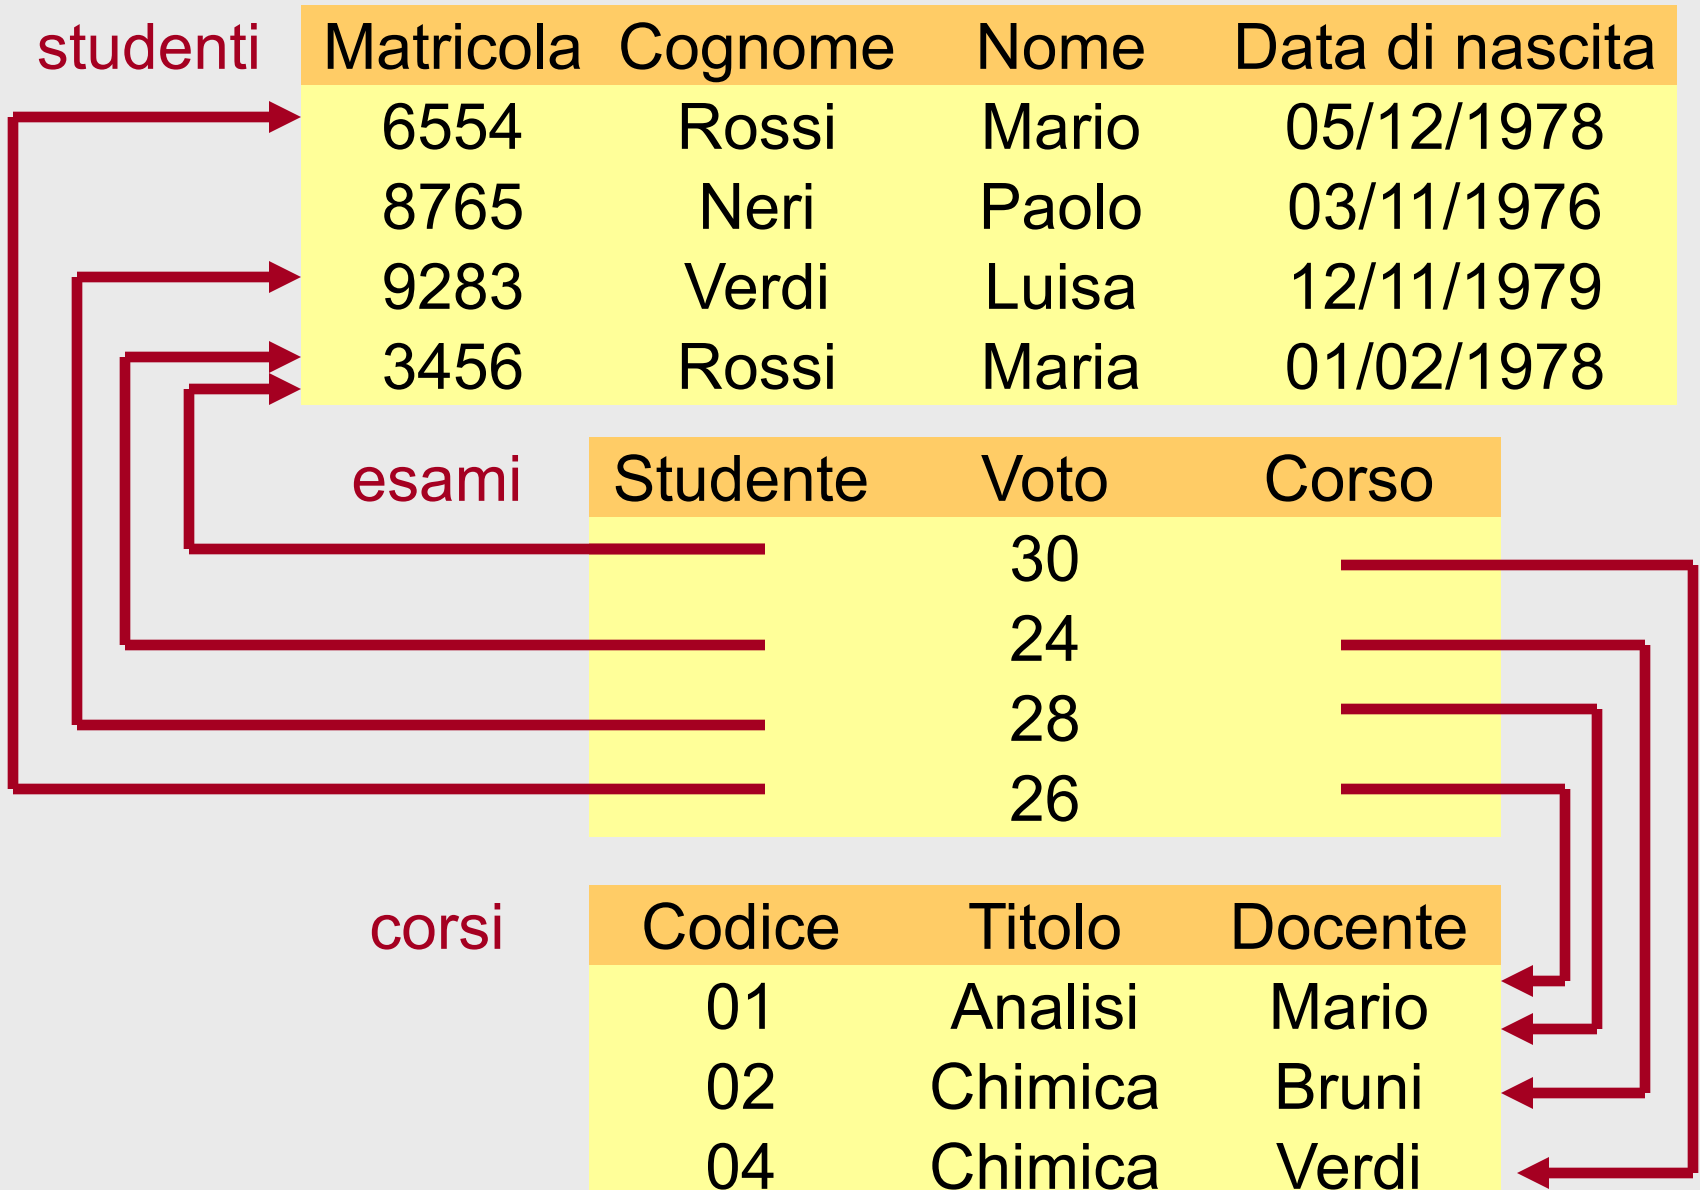 studenti Matricola Cognome Nome Data di nascita
6554 Rossi Mario 05/12/1978
8765 Neri Paolo 03/11/1976
9283 Verdi Luisa 12/11/1979
3456 Rossi Maria 01/02/1978
esami Studente Voto Corso
30
24
28
26
corsi Codice Titolo Docente
01 Analisi Mario
02 Chimica Bruni
04 Chimica Verdi